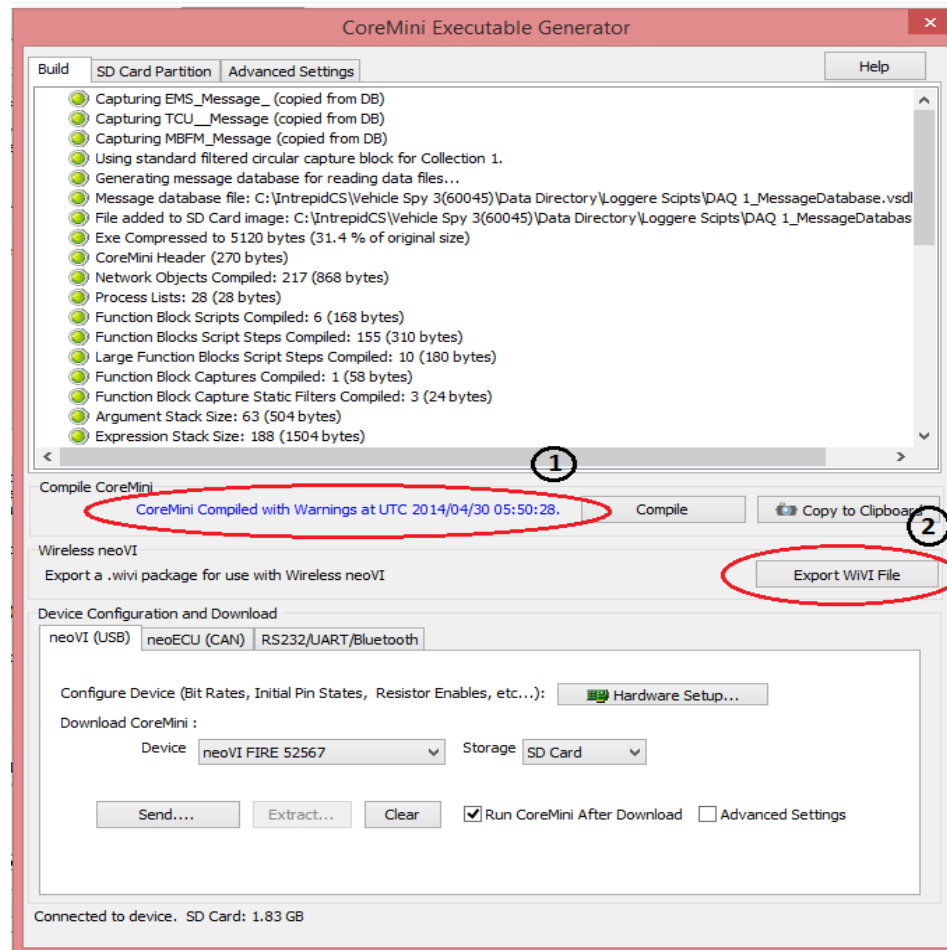 CoreMini Executable Generator
×
Build SD Card Partition Advanced Settings Help
Capturing EMS_Message_ (copied from DB)
Capturing TCU__Message (copied from DB)
Capturing MBFM_Message (copied from DB)
Using standard filtered circular capture block for Collection 1.
Generating message database for reading data files...
Message database file: C:\IntrepidCS\Vehicle Spy 3(60045)\Data Directory\Loggere Scipts\DAQ 1_MessageDatabase.vsdl
File added to SD Card image: C:\IntrepidCS\Vehicle Spy 3(60045)\Data Directory\Loggere Scipts\DAQ 1_MessageDatabas
Exe Compressed to 5120 bytes (31.4 % of original size)
CoreMini Header (270 bytes)
Network Objects Compiled: 217 (868 bytes)
Process Lists: 28 (28 bytes)
Function Block Scripts Compiled: 6 (168 bytes)
Function Blocks Script Steps Compiled: 155 (310 bytes)
Large Function Blocks Script Steps Compiled: 10 (180 bytes)
Function Block Captures Compiled: 1 (58 bytes)
Function Block Capture Static Filters Compiled: 3 (24 bytes)
Argument Stack Size: 63 (504 bytes)
Expression Stack Size: 188 (1504 bytes)
1
Compile CoreMini
CoreMini Compiled with Warnings at UTC 2014/04/30 05:50:28. Compile Copy to Clipboard
2
Wireless neoVI
Export a .wivi package for use with Wireless neoVI Export WiVI File
Device Configuration and Download
neoVI (USB) neoECU (CAN) RS232/UART/Bluetooth
Configure Device (Bit Rates, Initial Pin States, Resistor Enables, etc...): Hardware Setup...
Download CoreMini :
Device neoVI FIRE 52567 Storage SD Card
Send.... Extract... Clear Run CoreMini After Download Advanced Settings
Connected to device. SD Card: 1.83 GB